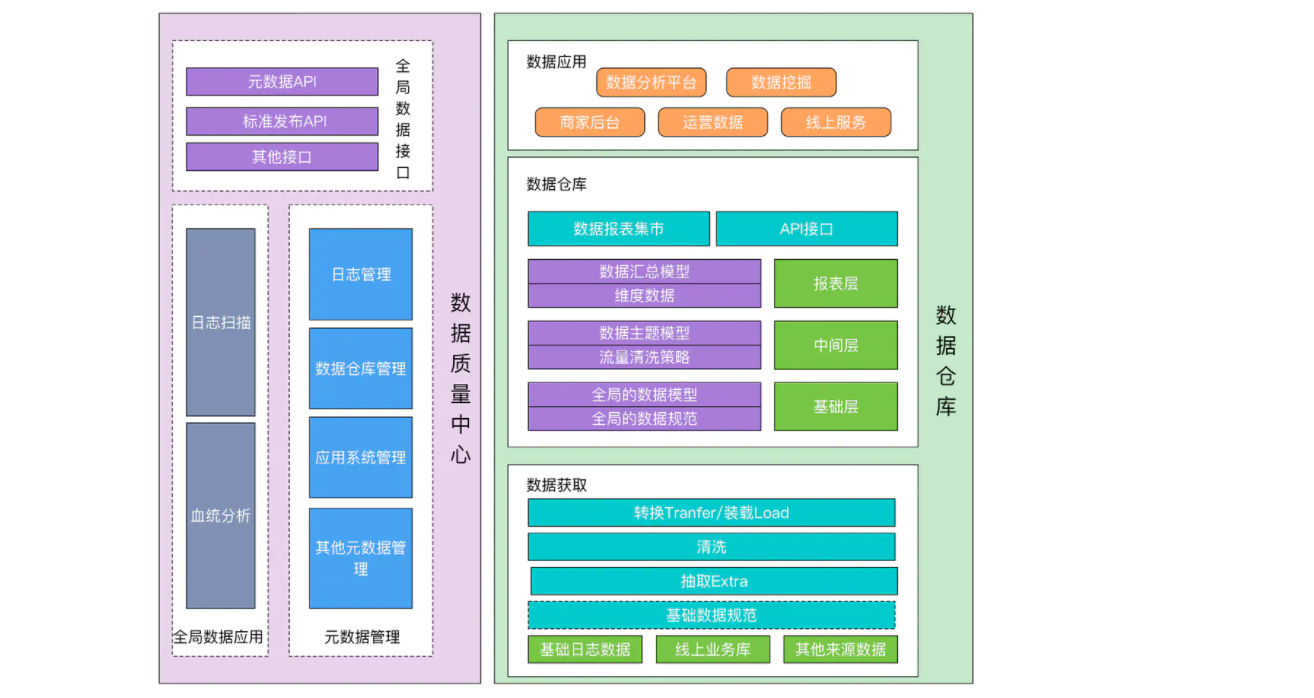 全局数据接口
元数据API
标准发布API
其他接口
日志扫描
血统分析
全局数据应用
日志管理
数据仓库管理
应用系统管理
其他元数据管
理
元数据管理
数据质量中心
数据应用
数据分析平台
数据挖掘
商家后台
运营数据
线上服务
数据仓库
数据报表集市
API接口
数据汇总模型
维度数据
报表层
数据主题模型
流量清洗策略
中间层
全局的数据模型
全局的数据规范
基础层
数据获取
转换Tranfer/装载Load
清洗
抽取Extra
基础数据规范
基础日志数据
线上业务库
其他来源数据
数据仓库